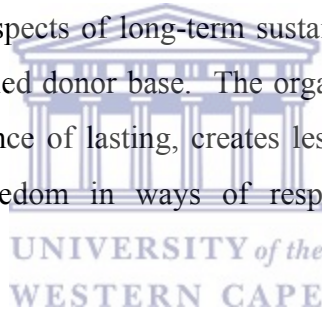 spects of long-term sustai
ed donor base. The orga
nce of lasting, creates les
edom in ways of resp
UNIVERSITY of the
WESTERN CAPE